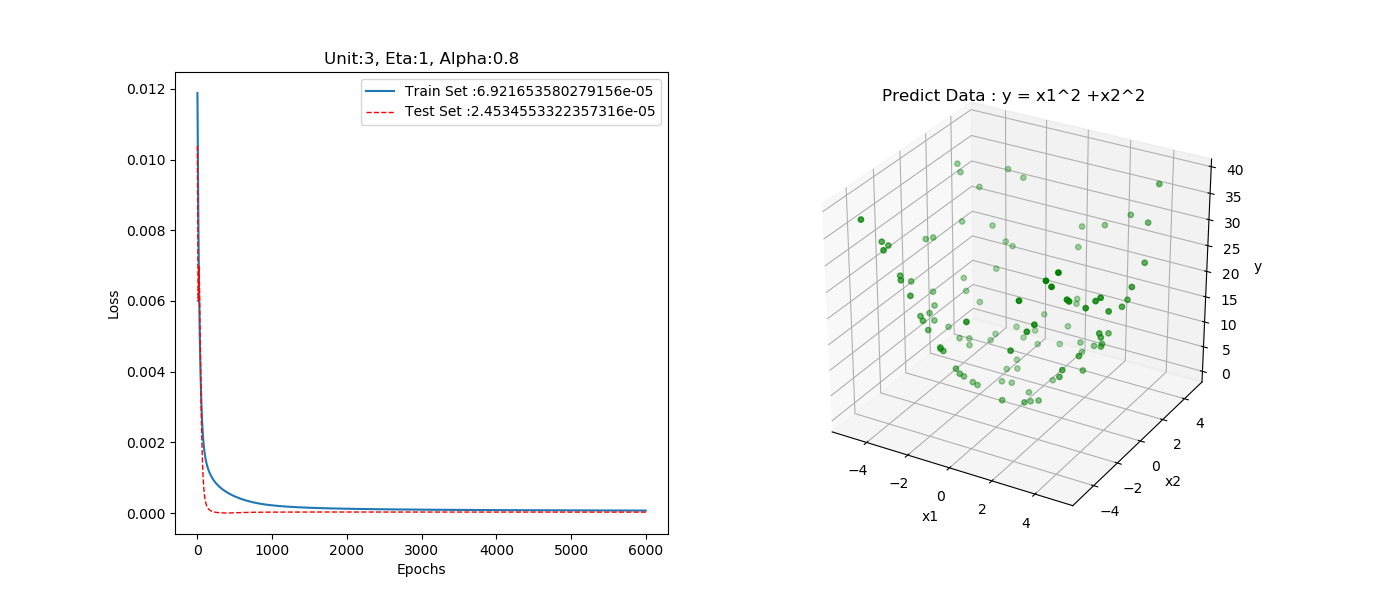 Unit:3, Eta:1, Alpha:0.8
Train Set :6.921653580279156e-05
Test Set :2.4534553322357316e-05
0.012
0.010
0.008
0.006
0.004
0.002
0.000
Loss
0 1000 2000 3000 4000 5000 6000
Epochs
Predict Data : y = x1^2 +x2^2
40
35
30
25
20
15
10
5
0
y
−4 −2 0 2 4
x1
−4 −2 0 2 4
x2